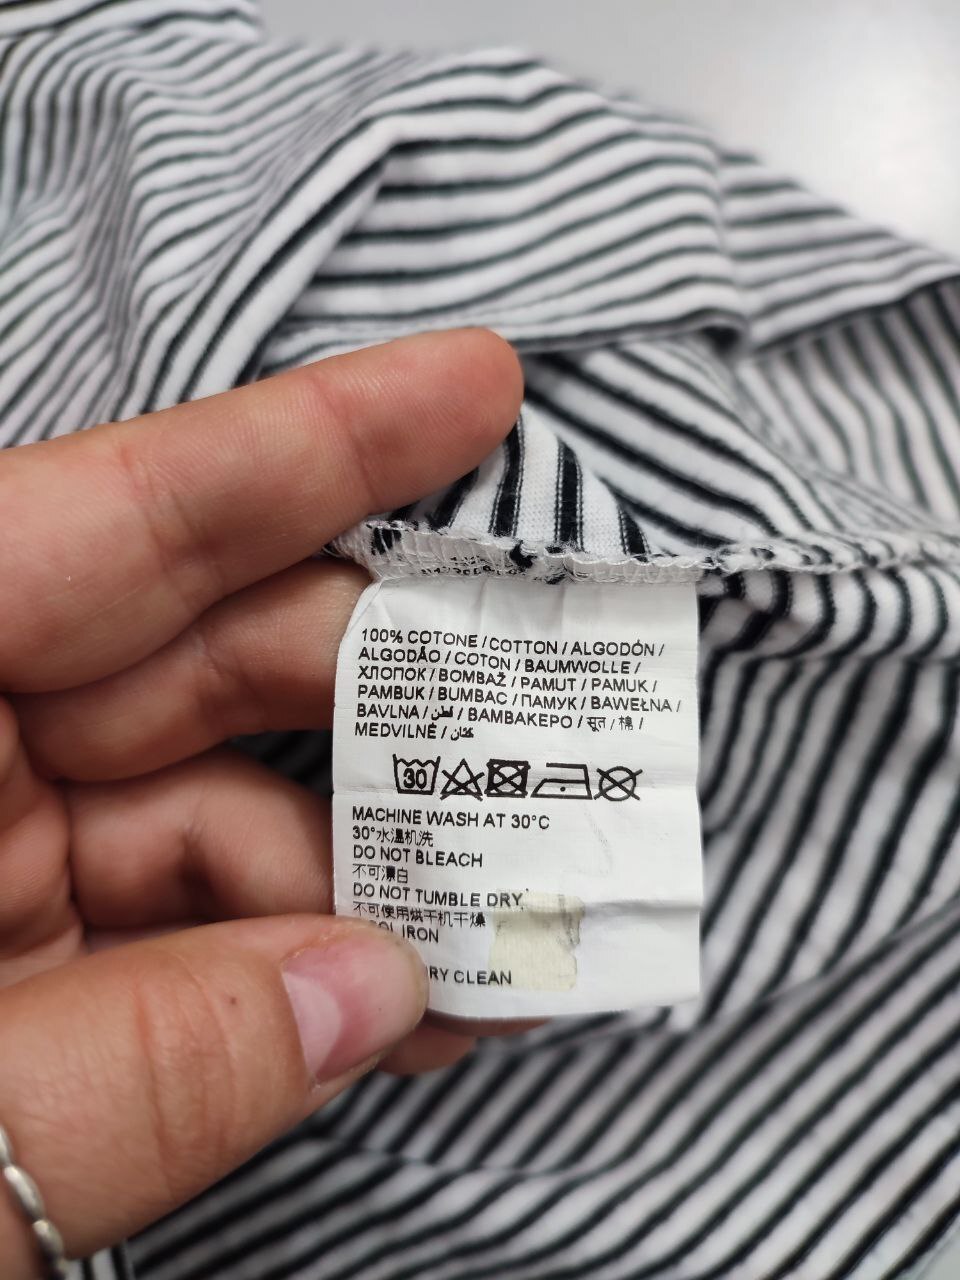 100% COTONE / COTTON / ALGODÓN /
ALGODÃO / COTON / BAUMWOLLE /
ХЛОПОК / BOMBAŽ / PAMUT / PAMUK /
PAMBUK / BUMBAC / ПАМУК / BAWEŁNA /
BAVLNA / قطن / ΒΑΜΒΑΚΕΡΟ / सूत / 棉 /
MEDVILNĖ / كتان
30
MACHINE WASH AT 30°C
30°水温机洗
DO NOT BLEACH
不可漂白
DO NOT TUMBLE DRY
不可使用烘干机干燥
IRON
CLEAN